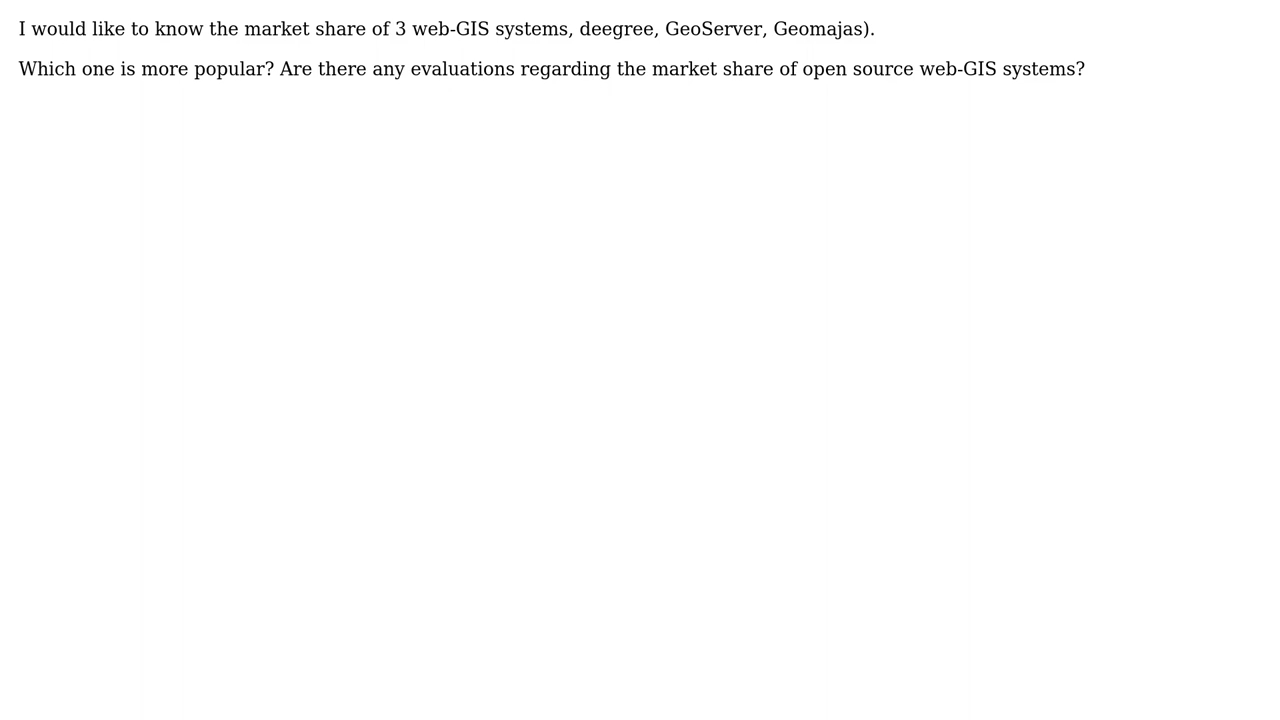 I would like to know the market share of 3 web-GIS systems, deegree, GeoServer, Geomajas).
Which one is more popular? Are there any evaluations regarding the market share of open source web-GIS systems?